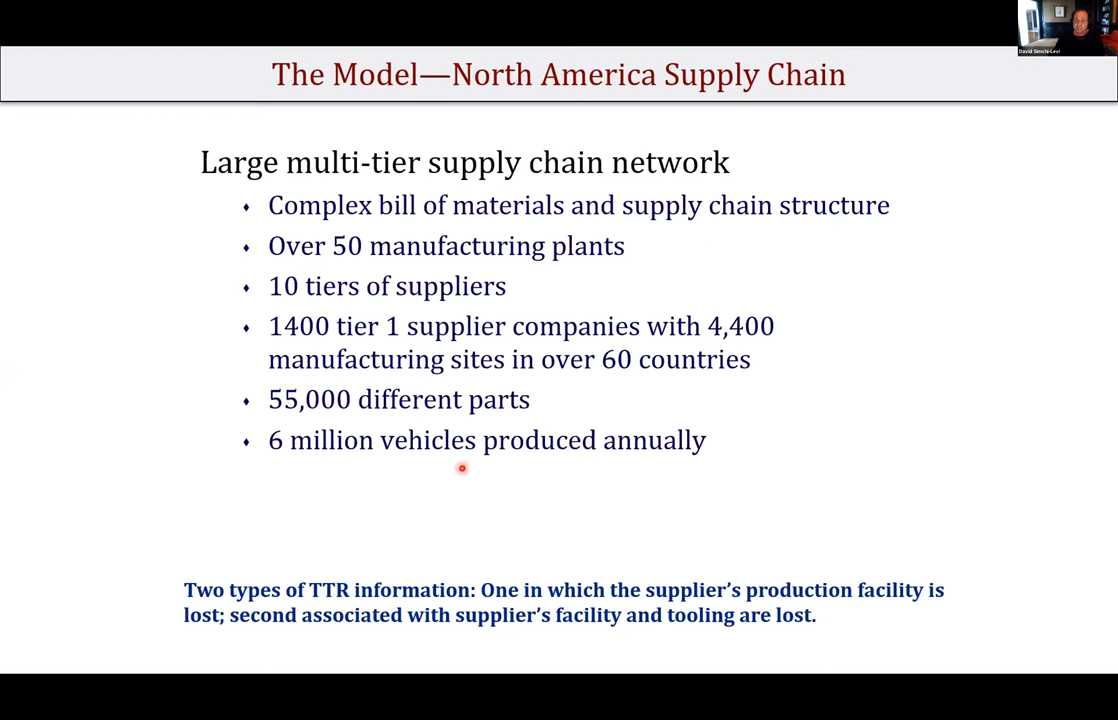 David Simchi-Levi
The Model—North America Supply Chain
Large multi-tier supply chain network
Complex bill of materials and supply chain structure
Over 50 manufacturing plants
10 tiers of suppliers
1400 tier 1 supplier companies with 4,400
manufacturing sites in over 60 countries
55,000 different parts
6 million vehicles produced annually
Two types of TTR information: One in which the supplier’s production facility is
lost; second associated with supplier’s facility and tooling are lost.